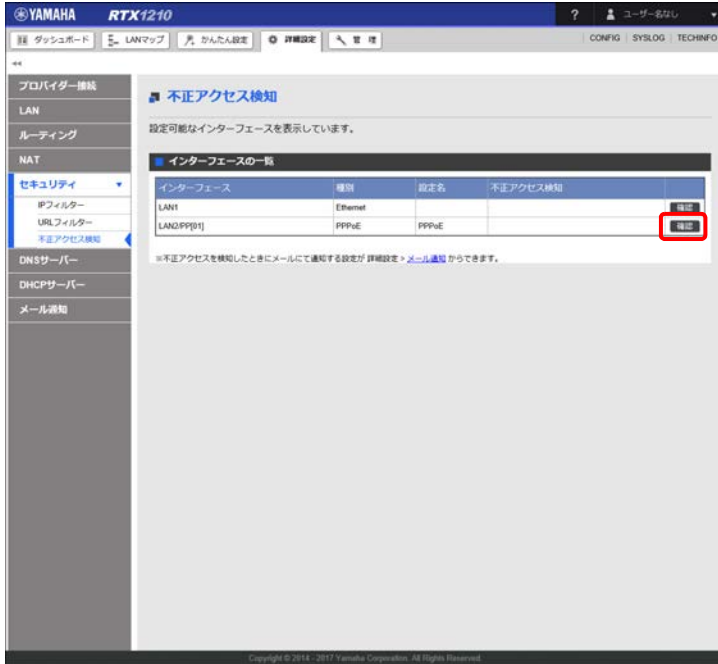 YAMAHA RTX1210 ? ユーザー名なし
ダッシュボード LANマップ かんたん設定 詳細設定 管理 CONFIG SYSLOG TECHINFO
プロバイダー接続
LAN
ルーティング
NAT
セキュリティ
IPフィルター
URLフィルター
不正アクセス検知
DNSサーバー
DHCPサーバー
メール通知
不正アクセス検知
設定可能なインターフェースを表示しています。
インターフェースの一覧
インターフェース 種別 設定名 不正アクセス検知
LAN1 Ethernet 確認
LAN2/PP[01] PPPoE PPPoE 確認
※不正アクセスを検知したときにメールにて通知する設定が 詳細設定 > メール通知 からできます。
Copyright © 2014 - 2017 Yamaha Corporation. All Rights Reserved.